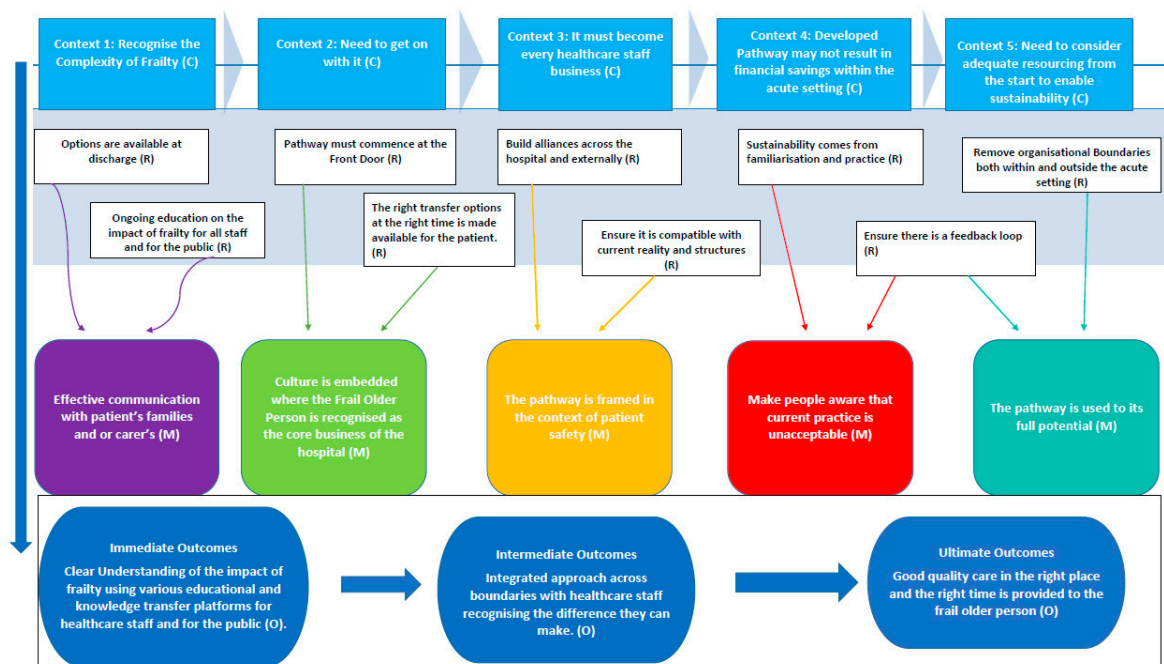 Context 1: Recognise the
Complexity of Frailty (C)
Context 2: Need to get on
with it (C)
Context 3: It must become
every healthcare staff
business (C)
Context 4: Developed
Pathway may not result in
financial savings within the
acute setting (C)
Context 5: Need to consider
adequate resourcing from
the start to enable
sustainability (C)
Options are available at
discharge (R)
Ongoing education on the
impact of frailty for all staff
and for the public (R)
Pathway must commence at the
Front Door (R)
The right transfer options
at the right time is made
available for the patient.
(R)
Build alliances across the
hospital and externally (R)
Ensure it is compatible with
current reality and structures
(R)
Sustainability comes from
familiarisation and practice (R)
Ensure there is a feedback loop
(R)
Remove organisational Boundaries
both within and outside the acute
setting (R)
Effective communication
with patient’s families
and or carer’s (M)
Culture is embedded
where the Frail Older
Person is recognised as
the core business of the
hospital (M)
The pathway is framed in
the context of patient
safety (M)
Make people aware that
current practice is
unacceptable (M)
The pathway is used to its
full potential (M)
Immediate Outcomes
Clear Understanding of the impact of
frailty using various educational and
knowledge transfer platforms for
healthcare staff and for the public (O).
Intermediate Outcomes
Integrated approach across
boundaries with healthcare staff
recognising the difference they can
make. (O)
Ultimate Outcomes
Good quality care in the right place
and the right time is provided to the
frail older person (O)